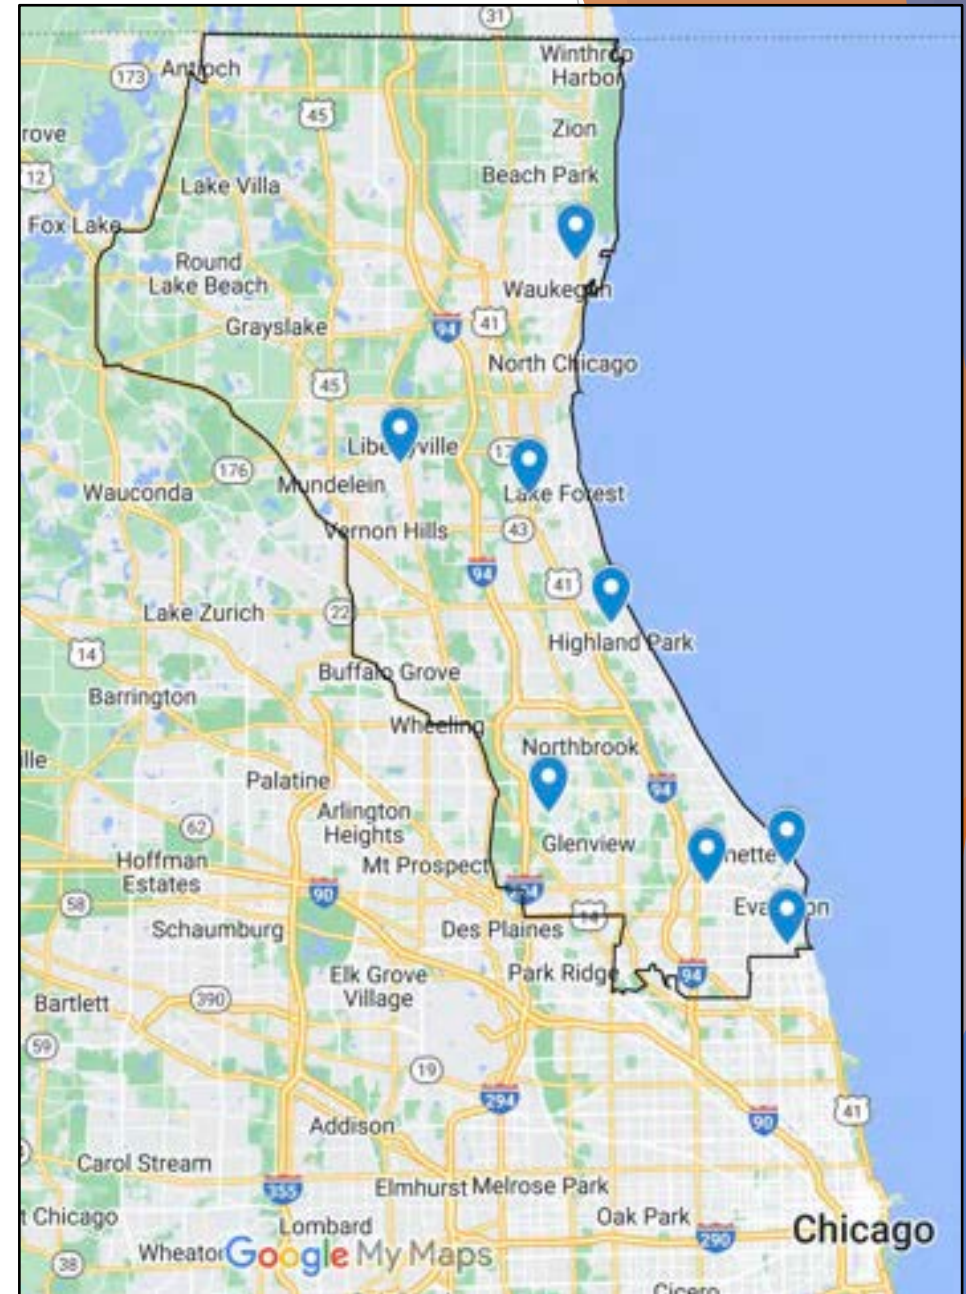 31
Winthrop
Harbor
173
Antioch
45
Zion
rove
12
Beach Park
Lake Villa
Fox Lake
Round
Lake Beach
Waukegan
Grayslake
94
41
North Chicago
45
Libertyville
17
176
Mundelein
Lake Forest
Wauconda
Vernon Hills
43
94
41
Lake Zurich
22
14
Highland Park
Buffalo Grove
Barrington
Wheeling
Northbrook
lle
Palatine
94
Arlington
Heights
62
Glenview
Hoffman
Estates
Mt Prospect
nette
90
294
58
Evanston
14
Schaumburg
Des Plaines
Elk Grove
Village
Park Ridge
94
Bartlett
390
59
19
294
Addison
90
41
Carol Stream
355
Elmhurst
Melrose Park
t Chicago
Lombard
Oak Park
290
Chicago
38
Wheaton
Google My Maps
Cicero